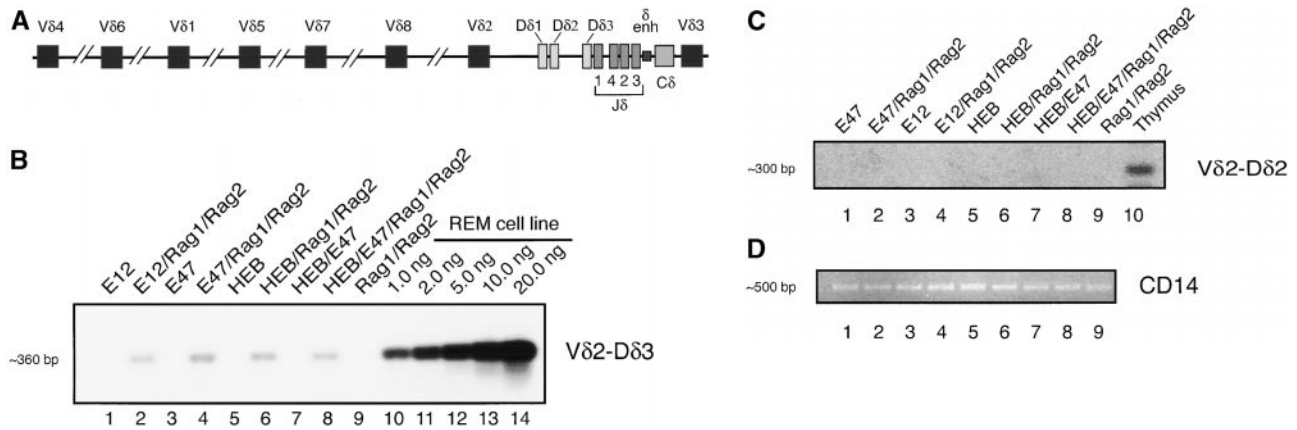 A
Vδ4 Vδ6 Vδ1 Vδ5 Vδ7 Vδ8 Vδ2 Dδ1 Dδ2 Dδ3 δ enh Vδ3
1 4 2 3
Jδ
Cδ
B
E12
E12/Rag1/Rag2
E47
E47/Rag1/Rag2
HEB
HEB/Rag1/Rag2
HEB/E47
HEB/E47/Rag1/Rag2
Rag1/Rag2
REM cell line
1.0 ng
2.0 ng
5.0 ng
10.0 ng
20.0 ng
~360 bp
Vδ2-Dδ3
1 2 3 4 5 6 7 8 9 10 11 12 13 14
C
E47
E47/Rag1/Rag2
E12
E12/Rag1/Rag2
HEB
HEB/Rag1/Rag2
HEB/E47
HEB/E47/Rag1/Rag2
Rag1/Rag2
Thymus
~300 bp
Vδ2-Dδ2
1 2 3 4 5 6 7 8 9 10
D
~500 bp
CD14
1 2 3 4 5 6 7 8 9